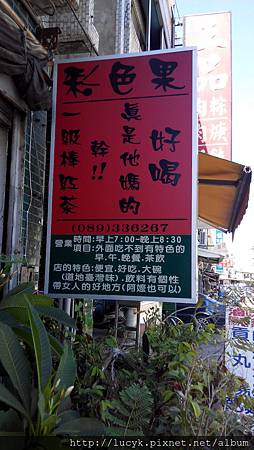 彩色果
一級棒紅茶
幹!!
真是他媽的
好喝
(089)336267
營業時間:早上7:00-晚上8:30
項目:外面吃不到有特色的
早.午.晚餐.茶飲
店的特色:便宜.好吃.大碗
(道地臺灣味).飲料有個性
帶女人的好地方(阿嬤也可以)
http://lucyk.pixnet.net/album